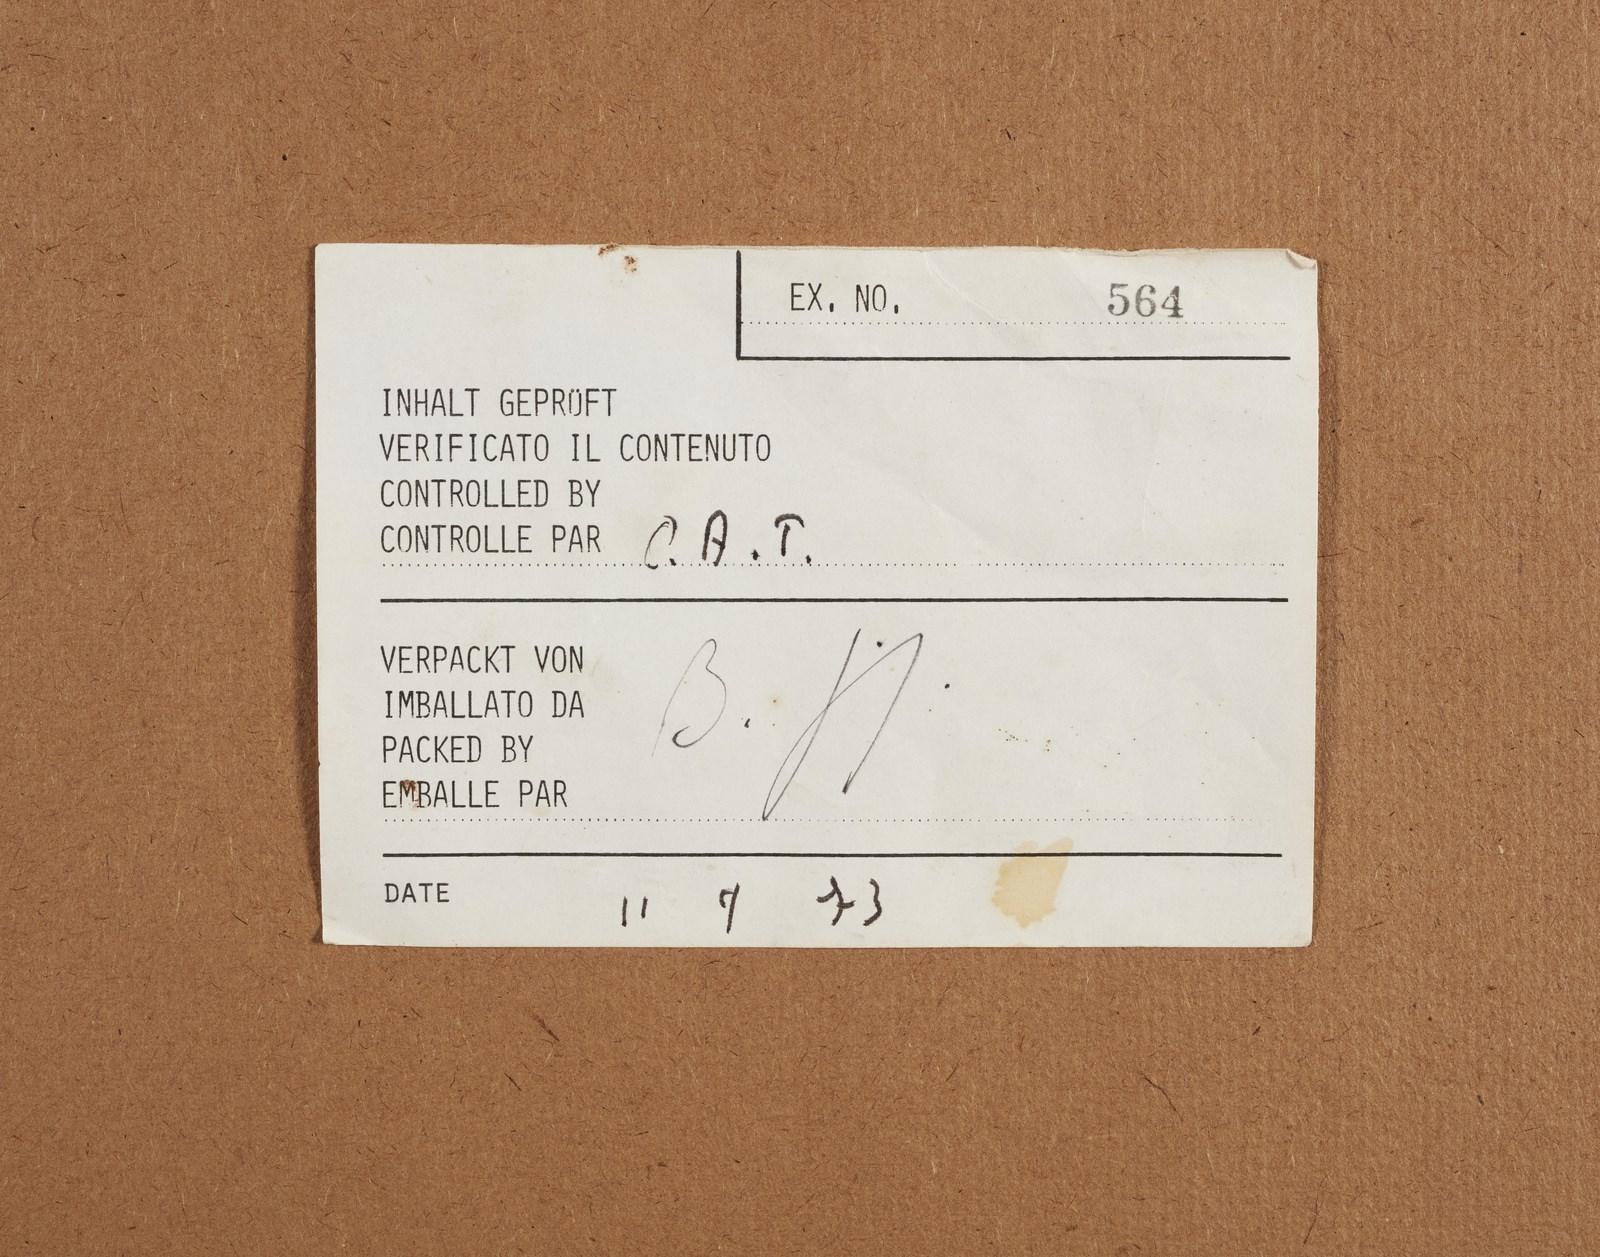 EX. NO. 564
INHALT GEPRÜFT
VERIFICATO IL CONTENUTO
CONTROLLED BY
CONTROLLE PAR C.A.T.
VERPACKT VON
IMBALLATO DA
PACKED BY
EMBALLE PAR
DATE 11 7 73